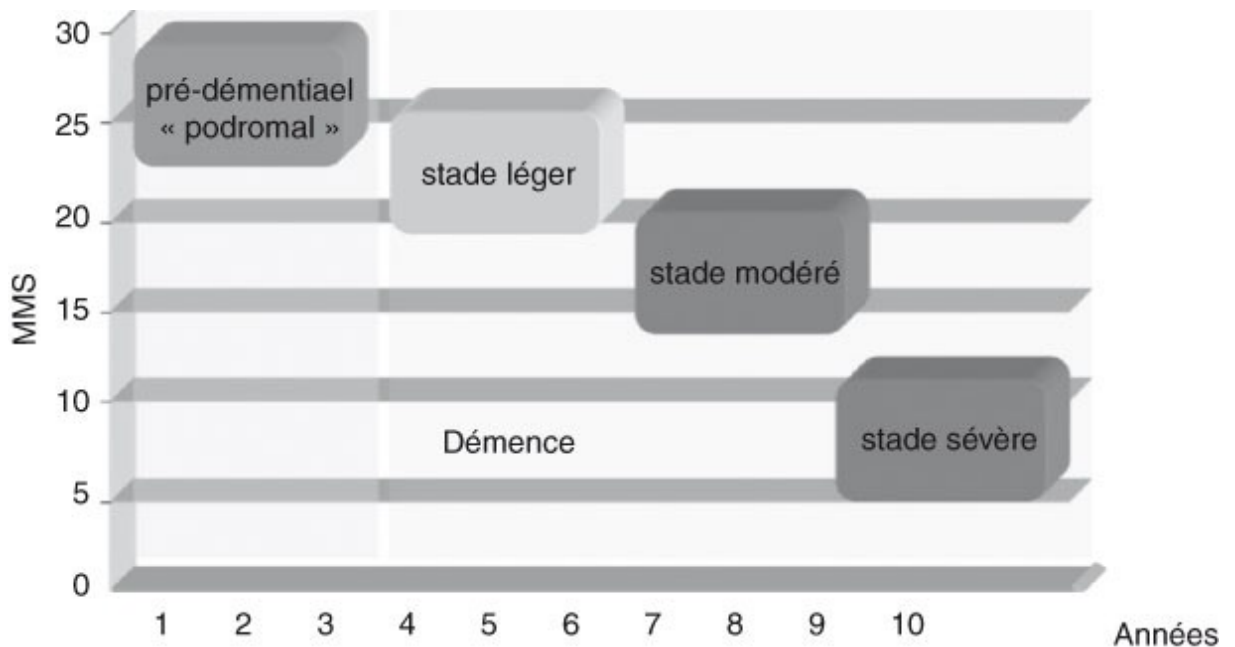 30
pré-démentiael
« podromal »
25
stade léger
20
stade modéré
MMS
15
10
Démence
stade sévère
5
0
1 2 3 4 5 6 7 8 9 10
Années